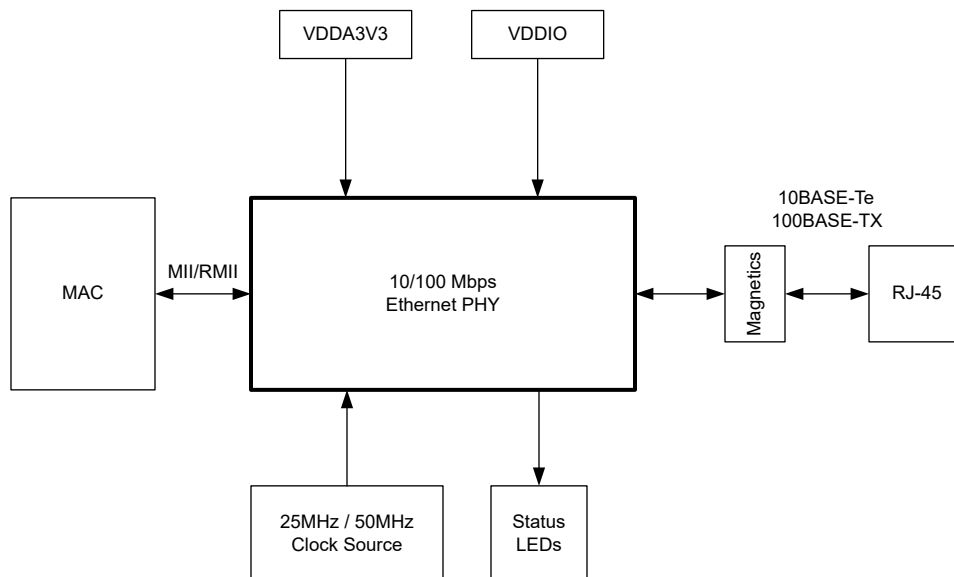 VDDA3V3
VDDIO
10BASE-Te
100BASE-TX
MII/RMII
MAC
10/100 Mbps
Ethernet PHY
Magnetics
RJ-45
25MHz / 50MHz
Clock Source
Status
LEDs